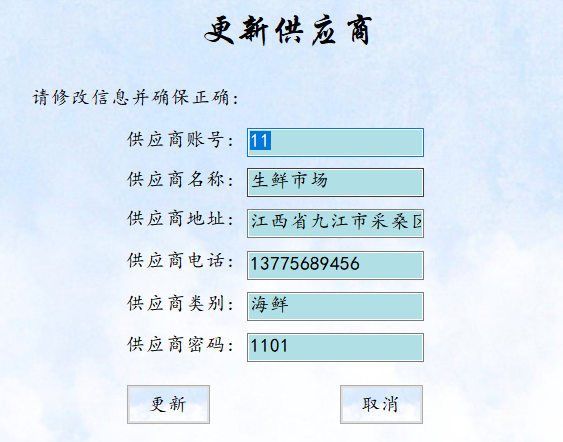 更新供应商
请修改信息并确保正确：
供应商账号： 11
供应商名称： 生鲜市场
供应商地址： 江西省九江市采桑区
供应商电话： 13775689456
供应商类别： 海鲜
供应商密码： 1101
更新 取消